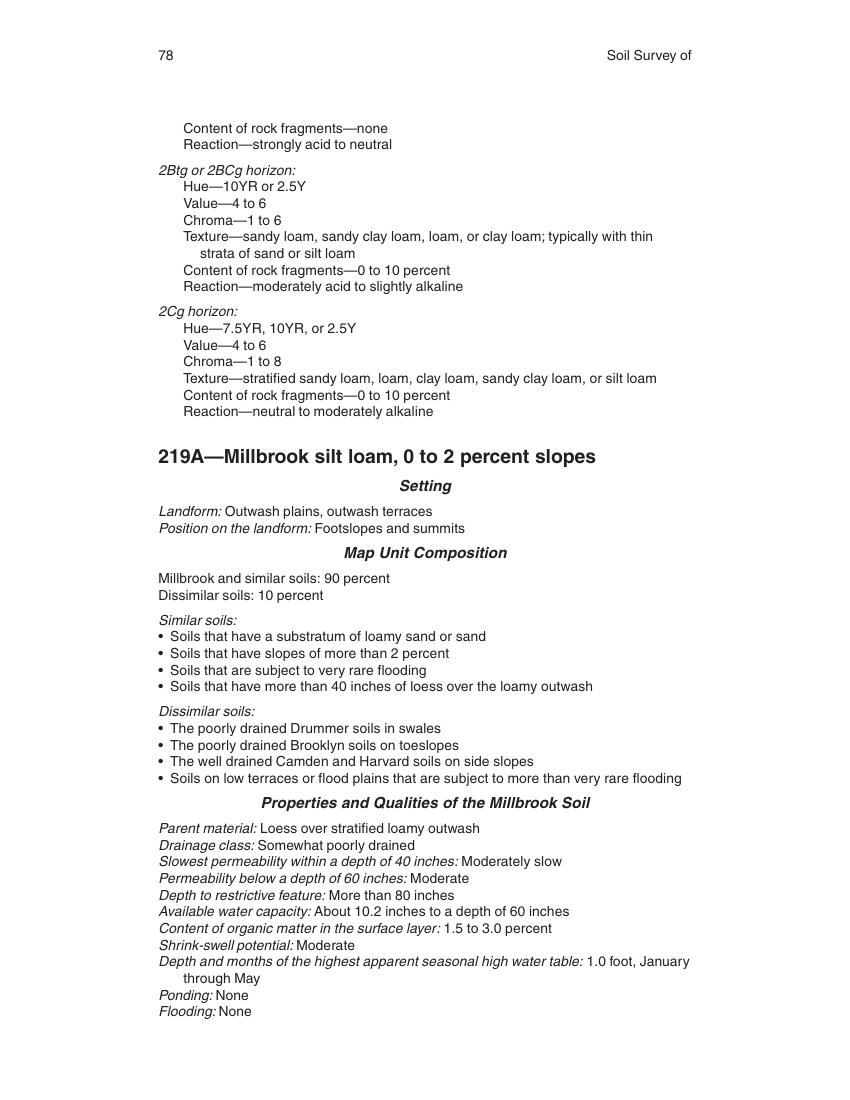 78
Soil Survey of
Content of rock fragments—none
Reaction—strongly acid to neutral
2Btg or 2BCg horizon:
Hue—10YR or 2.5Y
Value—4 to 6
Chroma—1 to 6
Texture—sandy loam, sandy clay loam, loam, or clay loam; typically with thin
strata of sand or silt loam
Content of rock fragments—0 to 10 percent
Reaction—moderately acid to slightly alkaline
2Cg horizon:
Hue—7.5YR, 10YR, or 2.5Y
Value—4 to 6
Chroma—1 to 8
Texture—stratified sandy loam, loam, clay loam, sandy clay loam, or silt loam
Content of rock fragments—0 to 10 percent
Reaction—neutral to moderately alkaline
219A—Millbrook silt loam, 0 to 2 percent slopes
Setting
Landform: Outwash plains, outwash terraces
Position on the landform: Footslopes and summits
Map Unit Composition
Millbrook and similar soils: 90 percent
Dissimilar soils: 10 percent
Similar soils:
• Soils that have a substratum of loamy sand or sand
• Soils that have slopes of more than 2 percent
• Soils that are subject to very rare flooding
• Soils that have more than 40 inches of loess over the loamy outwash
Dissimilar soils:
• The poorly drained Drummer soils in swales
• The poorly drained Brooklyn soils on toeslopes
• The well drained Camden and Harvard soils on side slopes
• Soils on low terraces or flood plains that are subject to more than very rare flooding
Properties and Qualities of the Millbrook Soil
Parent material: Loess over stratified loamy outwash
Drainage class: Somewhat poorly drained
Slowest permeability within a depth of 40 inches: Moderately slow
Permeability below a depth of 60 inches: Moderate
Depth to restrictive feature: More than 80 inches
Available water capacity: About 10.2 inches to a depth of 60 inches
Content of organic matter in the surface layer: 1.5 to 3.0 percent
Shrink-swell potential: Moderate
Depth and months of the highest apparent seasonal high water table: 1.0 foot, January
through May
Ponding: None
Flooding: None